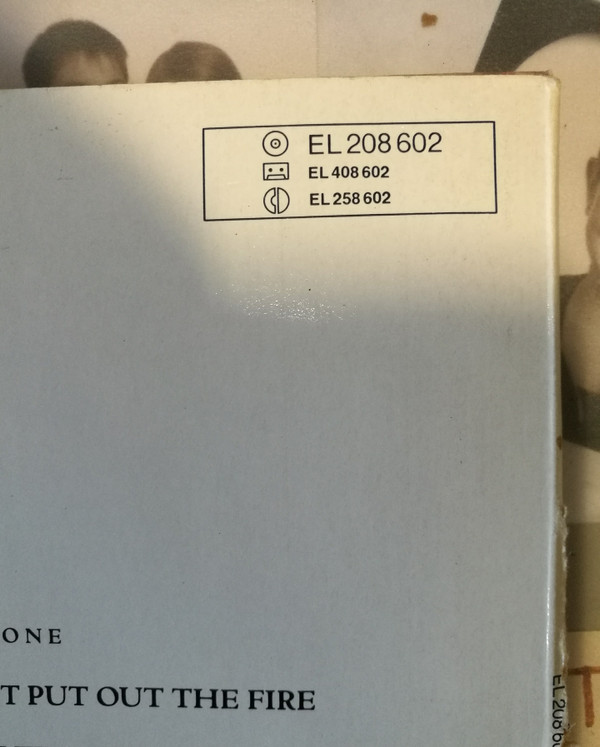 EL 208 602
EL 408 602
EL 258 602
ONE
T PUT OUT THE FIRE